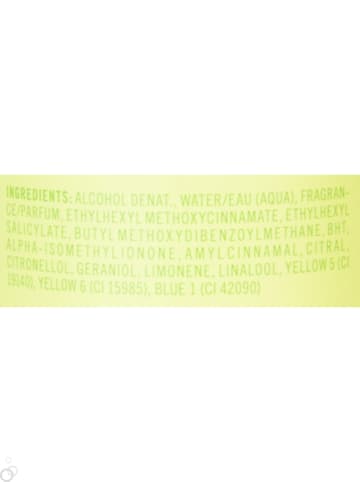 INGREDIENTS: ALCOHOL DENAT., WATER/EAU (AQUA), FRAGRAN-
CE/PARFUM, ETHYLHEXYL METHOXYCINNAMATE, ETHYLHEXYL
SALICYLATE, BUTYL METHOXYDIBENZOYLMETHANE, BHT,
ALPHA-ISOMETHYL IONONE, AMYL CINNAMAL, CITRAL,
CITRONELLOL, GERANIOL, LIMONENE, LINALOOL, YELLOW 5 (CI
19140), YELLOW 6 (CI 15985), BLUE 1 (CI 42090)